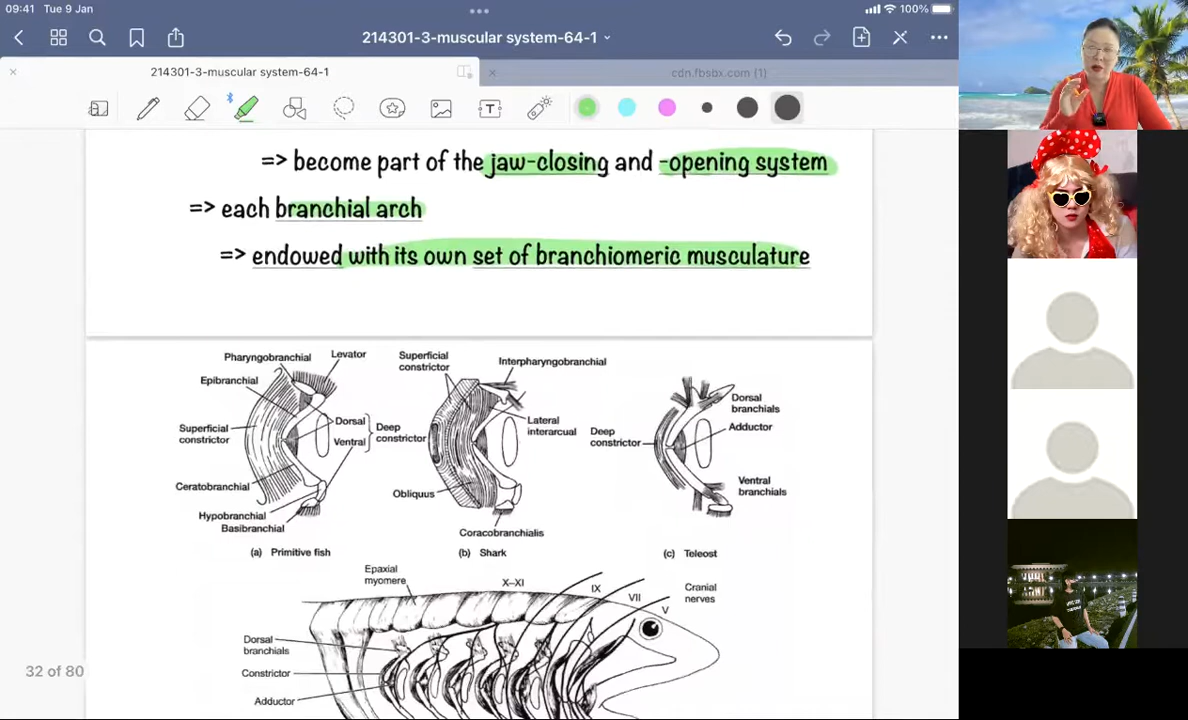 09:41 Tue 9 Jan
100%
214301-3-muscular system-64-1
214301-3-muscular system-64-1
cdn.fbsbx.com (1)
=> become part of the jaw-closing and -opening system
=> each branchial arch
=> endowed with its own set of branchiomeric musculature
Pharyngobranchial
Levator
Epibranchial
Superficial
constrictor
Dorsal
Ventral
Deep
constrictor
Ceratobranchial
Hypobranchial
Basibranchial
(a) Primitive fish
Superficial
constrictor
Interpharyngobranchial
Lateral
interarcual
Obliquus
Coracobranchialis
(b) Shark
Deep
constrictor
Dorsal
branchials
Adductor
Ventral
branchials
(c) Teleost
Epaxial
myomere
X–XI
IX
VII
V
Cranial
nerves
Dorsal
branchials
Constrictor
Adductor
32 of 80